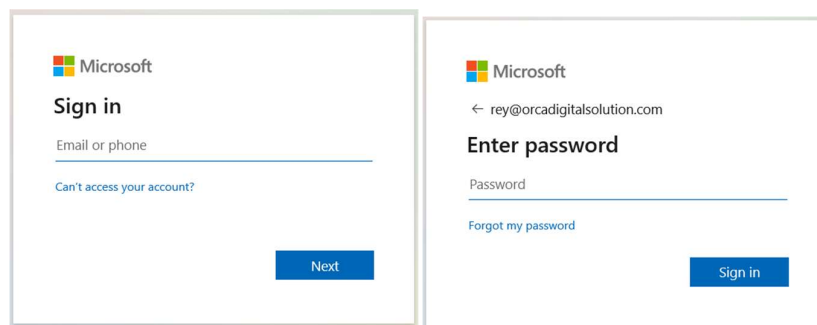 Microsoft
Sign in
Email or phone
Can't access your account?
Next
Microsoft
← rey@orcadigitalsolution.com
Enter password
Password
Forgot my password
Sign in